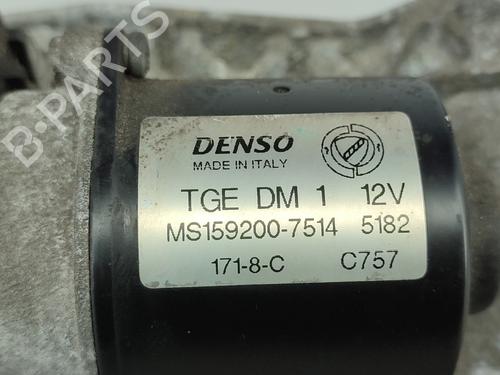 B-PARTS
DENSO
MADE IN ITALY
TGE DM 1 12V
MS159200-7514 5182
171-8-C C757